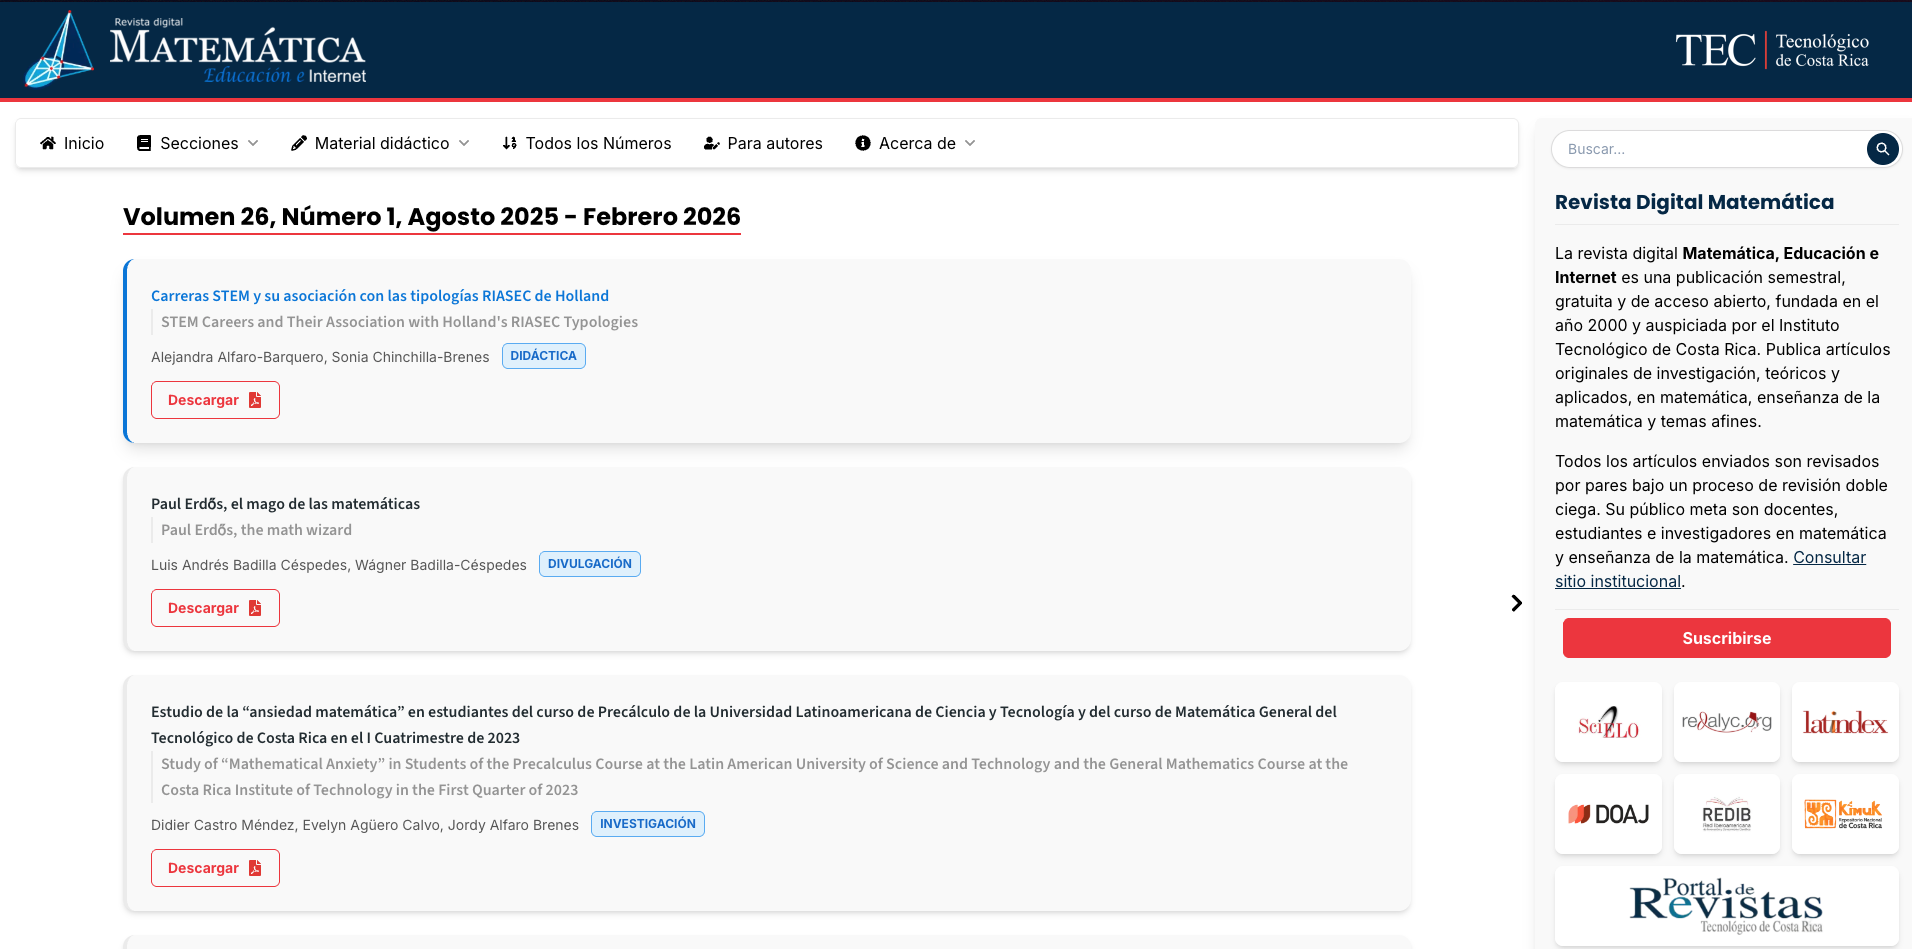 Revista digital
MATEMÁTICA
Educación e Internet
TEC | Tecnológico
de Costa Rica
Inicio
Secciones
Material didáctico
Todos los Números
Para autores
Acerca de
Volumen 26, Número 1, Agosto 2025 - Febrero 2026
Carreras STEM y su asociación con las tipologías RIASEC de Holland
STEM Careers and Their Association with Holland's RIASEC Typologies
Alejandra Alfaro-Barquero, Sonia Chinchilla-Brenes DIDÁCTICA
Descargar
Paul Erdős, el mago de las matemáticas
Paul Erdős, the math wizard
Luis Andrés Badilla Céspedes, Wágner Badilla-Céspedes DIVULGACIÓN
Descargar
Estudio de la “ansiedad matemática” en estudiantes del curso de Precálculo de la Universidad Latinoamericana de Ciencia y Tecnología y del curso de Matemática General del
Tecnológico de Costa Rica en el I Cuatrimestre de 2023
Study of “Mathematical Anxiety” in Students of the Precalculus Course at the Latin American University of Science and Technology and the General Mathematics Course at the
Costa Rica Institute of Technology in the First Quarter of 2023
Didier Castro Méndez, Evelyn Agüero Calvo, Jordy Alfaro Brenes INVESTIGACIÓN
Descargar
Buscar...
Revista Digital Matemática
La revista digital Matemática, Educación e
Internet es una publicación semestral,
gratuita y de acceso abierto, fundada en el
año 2000 y auspiciada por el Instituto
Tecnológico de Costa Rica. Publica artículos
originales de investigación, teóricos y
aplicados, en matemática, enseñanza de la
matemática y temas afines.
Todos los artículos enviados son revisados
por pares bajo un proceso de revisión doble
ciega. Su público meta son docentes,
estudiantes e investigadores en matemática
y enseñanza de la matemática. Consultar
sitio institucional.
Suscribirse
SciELO
redalyc.org
latindex
DOAJ
REDIB
Kímuk
Repositorio Nacional
de Costa Rica
Portal de
Revistas
Tecnológico de Costa Rica